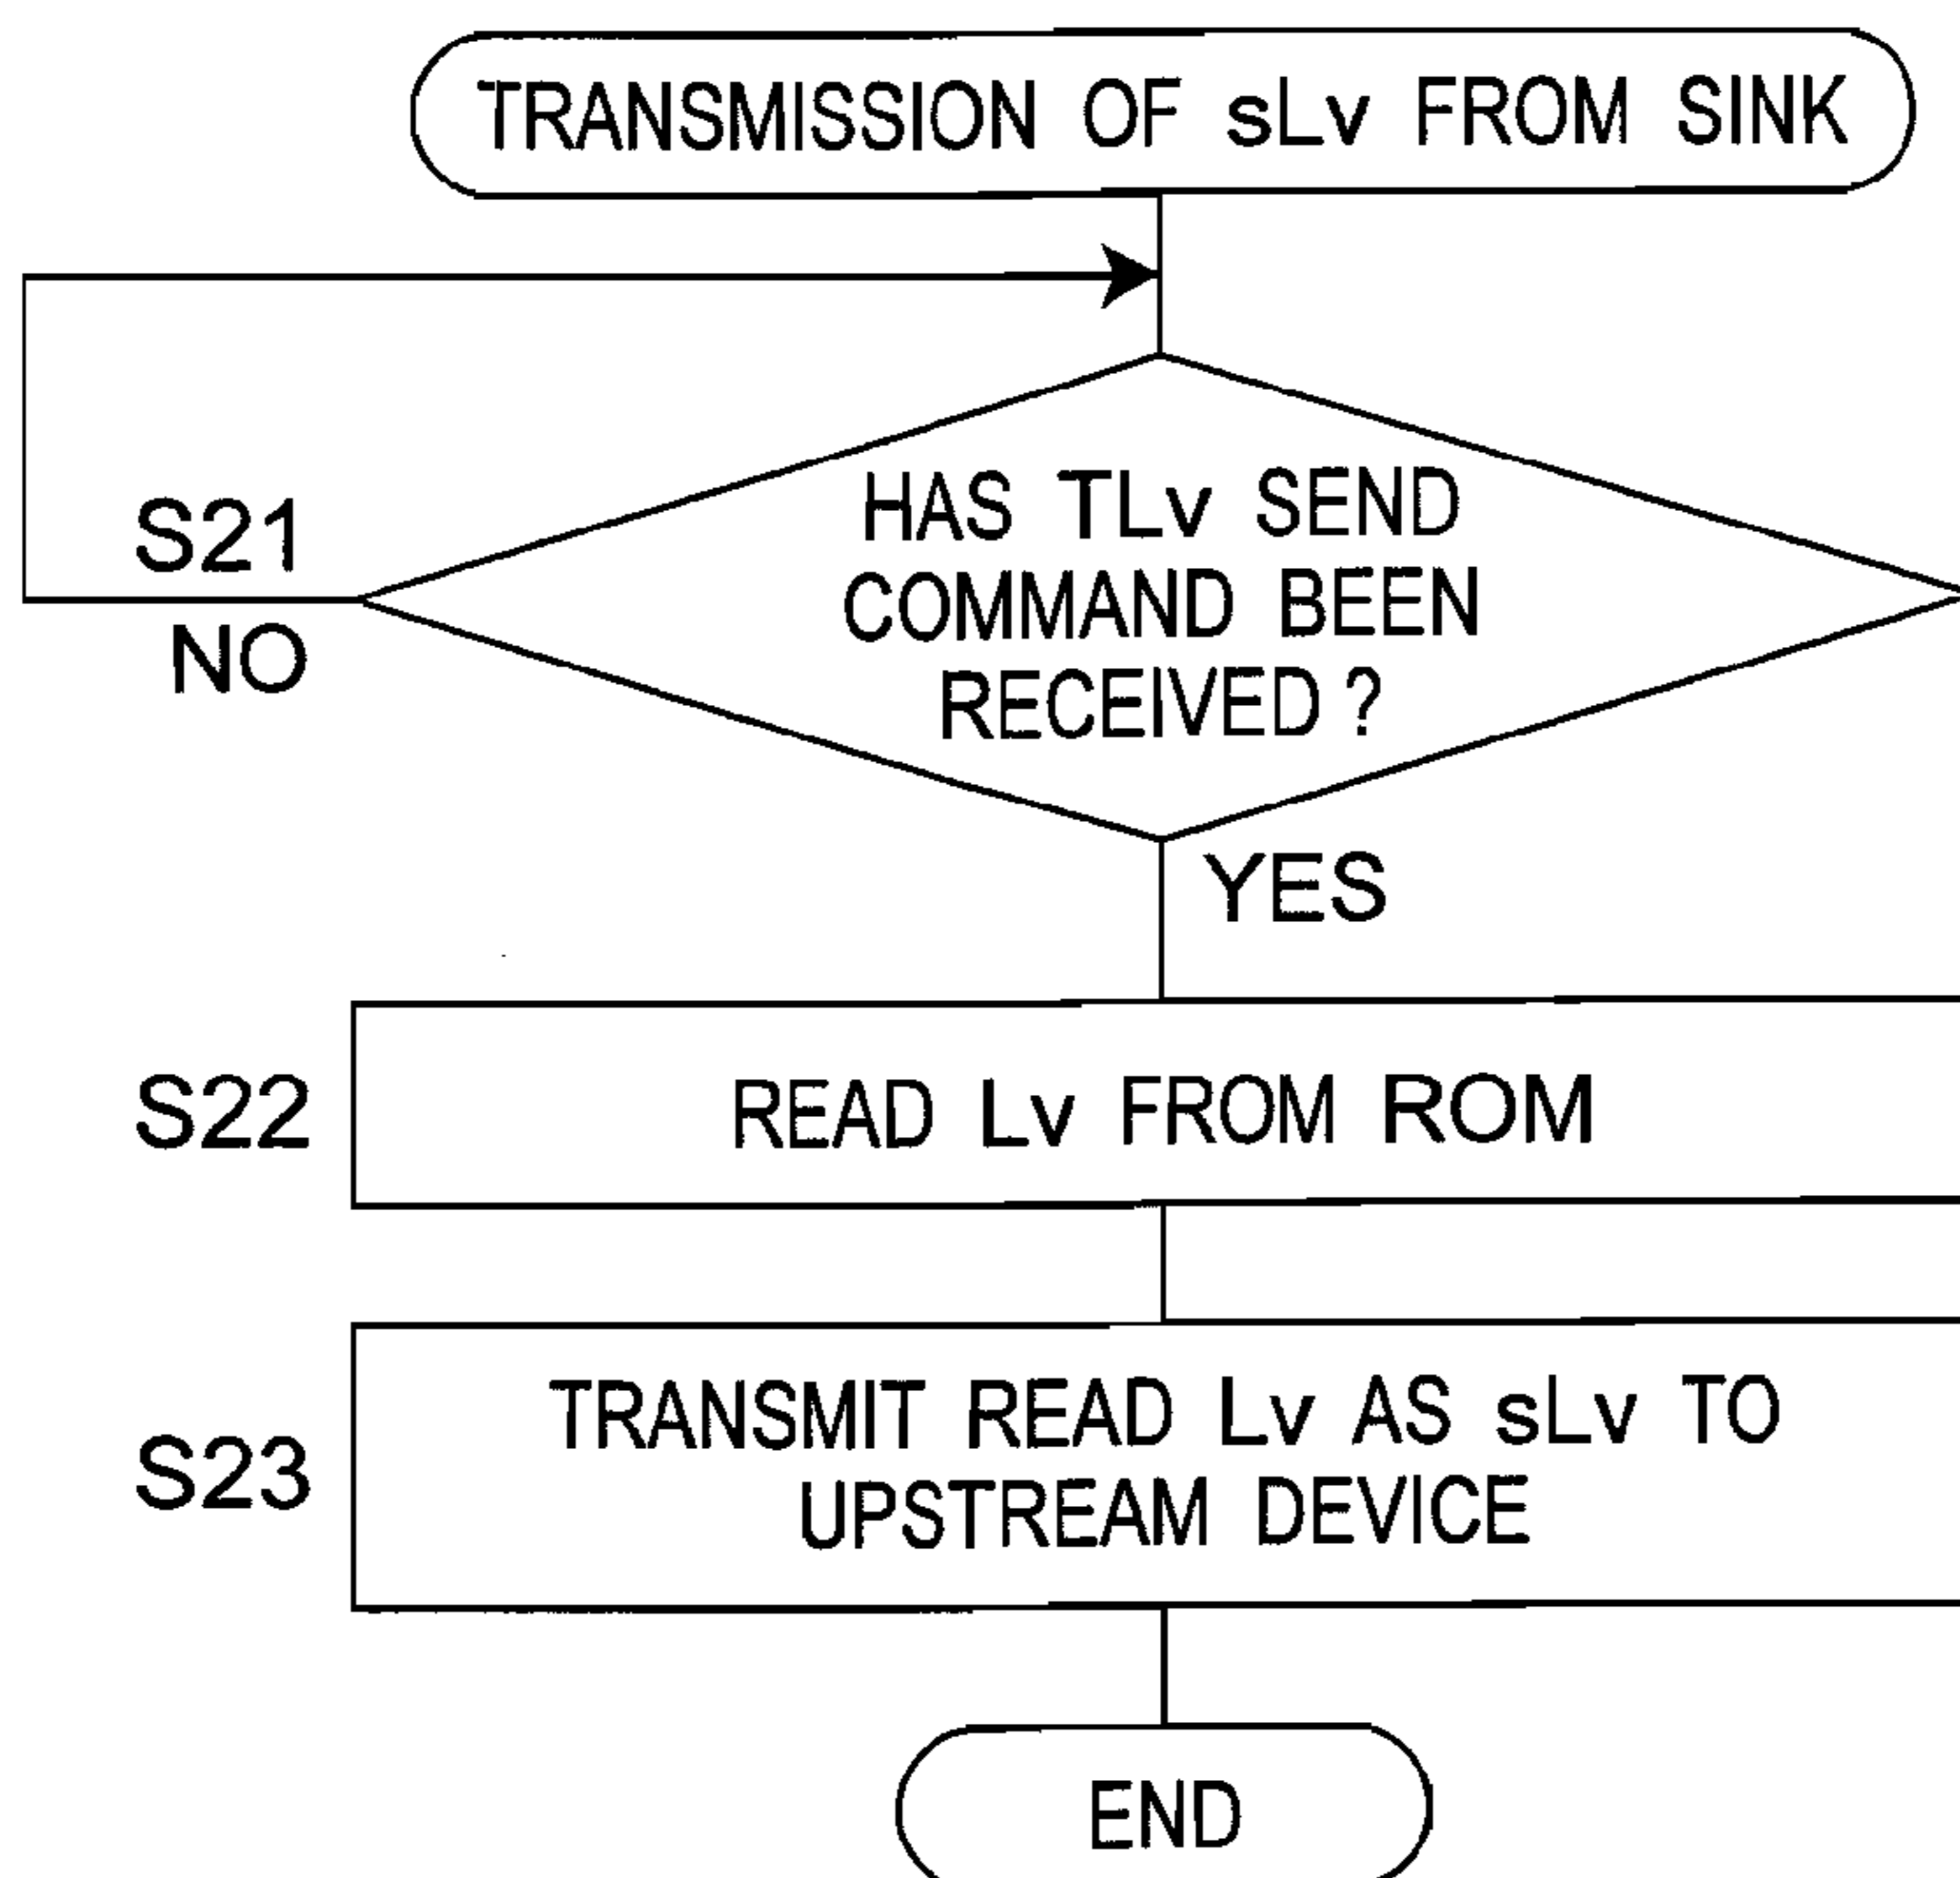 TRANSMISSION OF sLv FROM SINK
S21
NO
HAS TLv SEND
COMMAND BEEN
RECEIVED ?
YES
S22
READ Lv FROM ROM
S23
TRANSMIT READ Lv AS sLv TO
UPSTREAM DEVICE
END